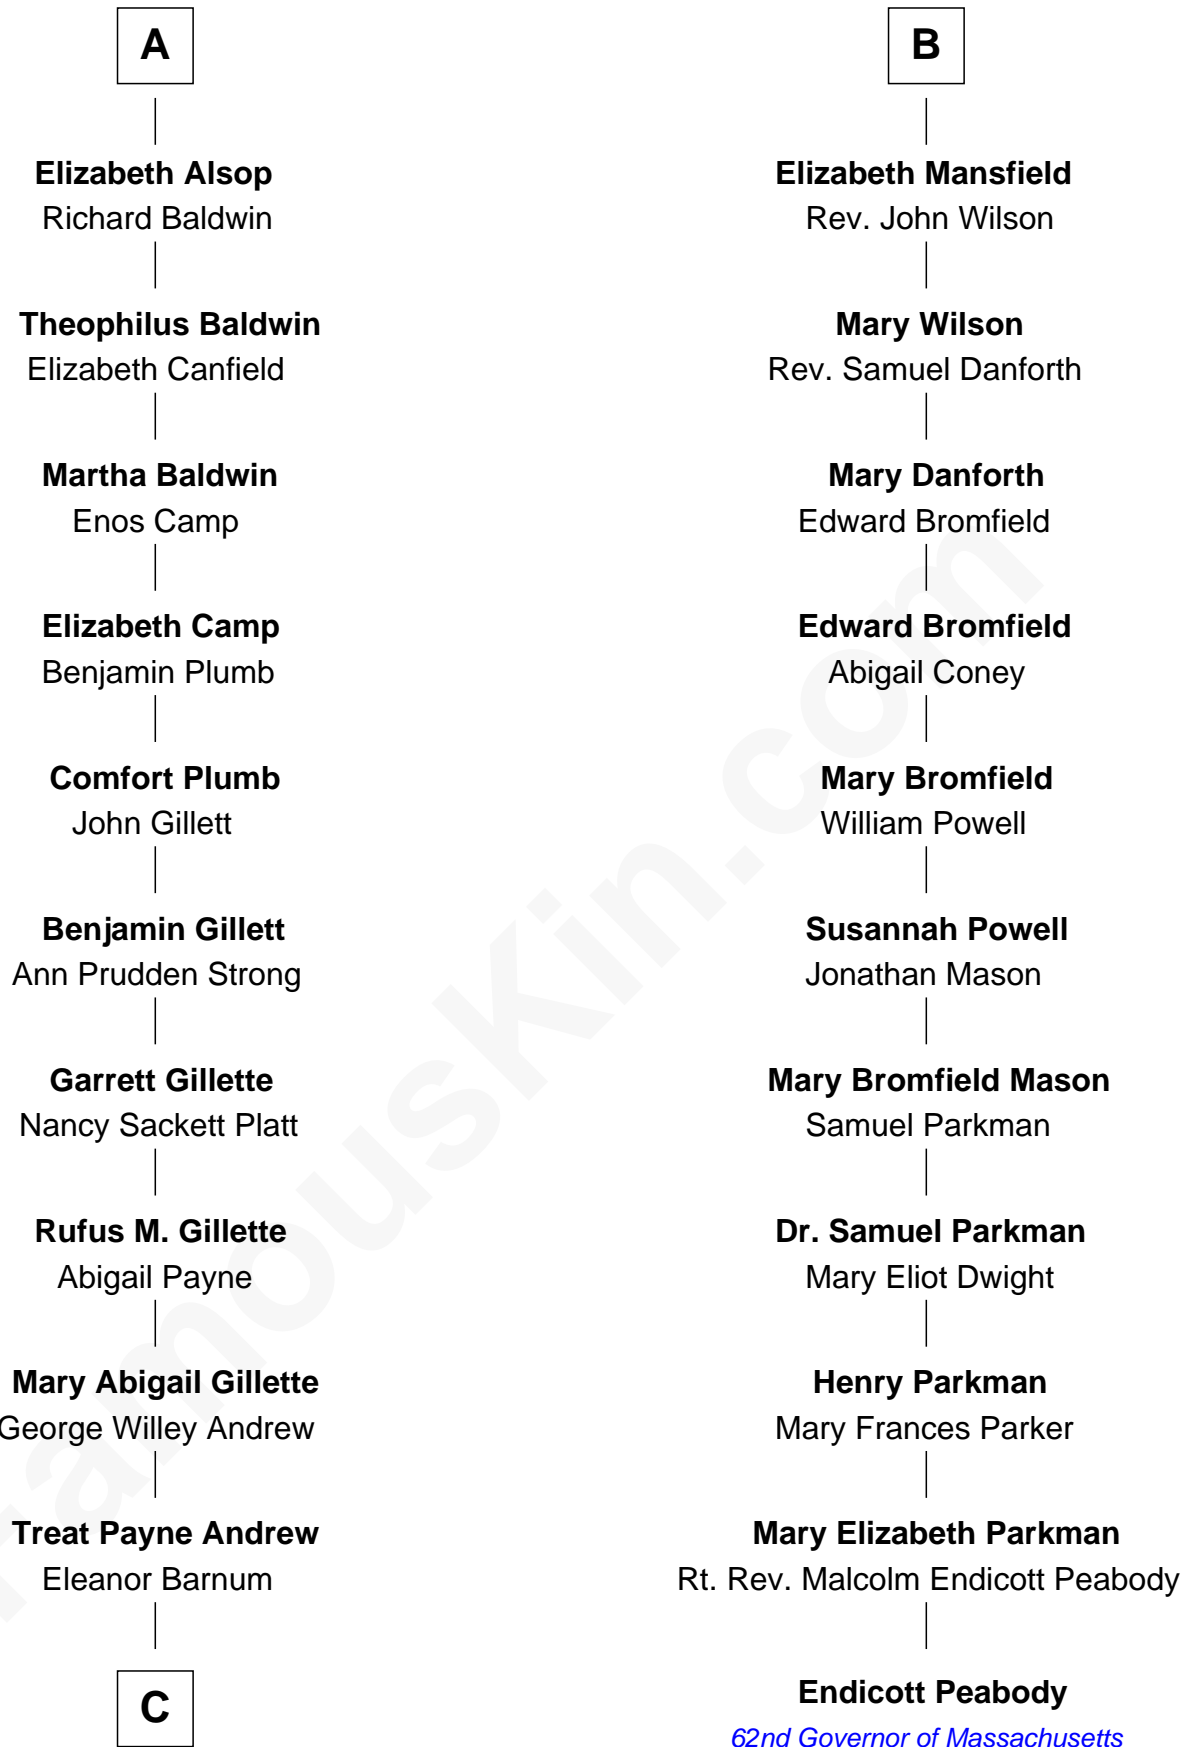 A
Elizabeth Alsop
Richard Baldwin
Theophilus Baldwin
Elizabeth Canfield
Martha Baldwin
Enos Camp
Elizabeth Camp
Benjamin Plumb
Comfort Plumb
John Gillett
Benjamin Gillett
Ann Prudden Strong
Garrett Gillette
Nancy Sackett Platt
Rufus M. Gillette
Abigail Payne
Mary Abigail Gillette
George Willey Andrew
Treat Payne Andrew
Eleanor Barnum
C
B
Elizabeth Mansfield
Rev. John Wilson
Mary Wilson
Rev. Samuel Danforth
Mary Danforth
Edward Bromfield
Edward Bromfield
Abigail Coney
Mary Bromfield
William Powell
Susannah Powell
Jonathan Mason
Mary Bromfield Mason
Samuel Parkman
Dr. Samuel Parkman
Mary Eliot Dwight
Henry Parkman
Mary Frances Parker
Mary Elizabeth Parkman
Rt. Rev. Malcolm Endicott Peabody
Endicott Peabody
62nd Governor of Massachusetts
FamousKin.com